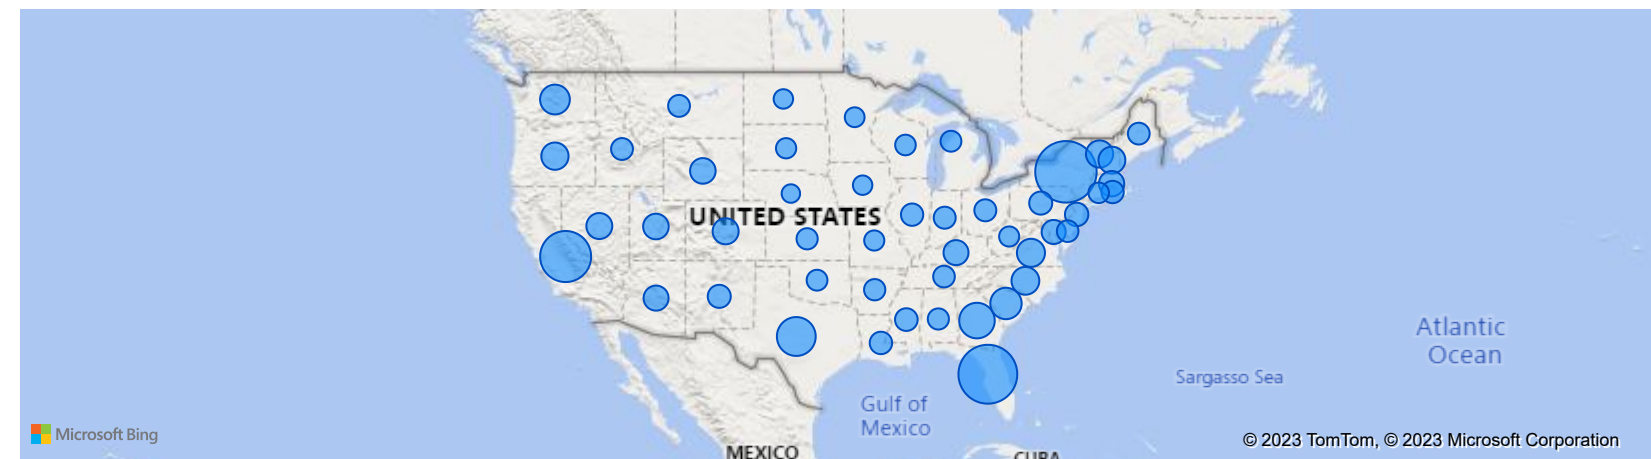 UNITED STATES
Atlantic
Ocean
Sargasso Sea
Gulf of
Mexico
Microsoft Bing
© 2023 TomTom, © 2023 Microsoft Corporation
MEXICO
CUBA